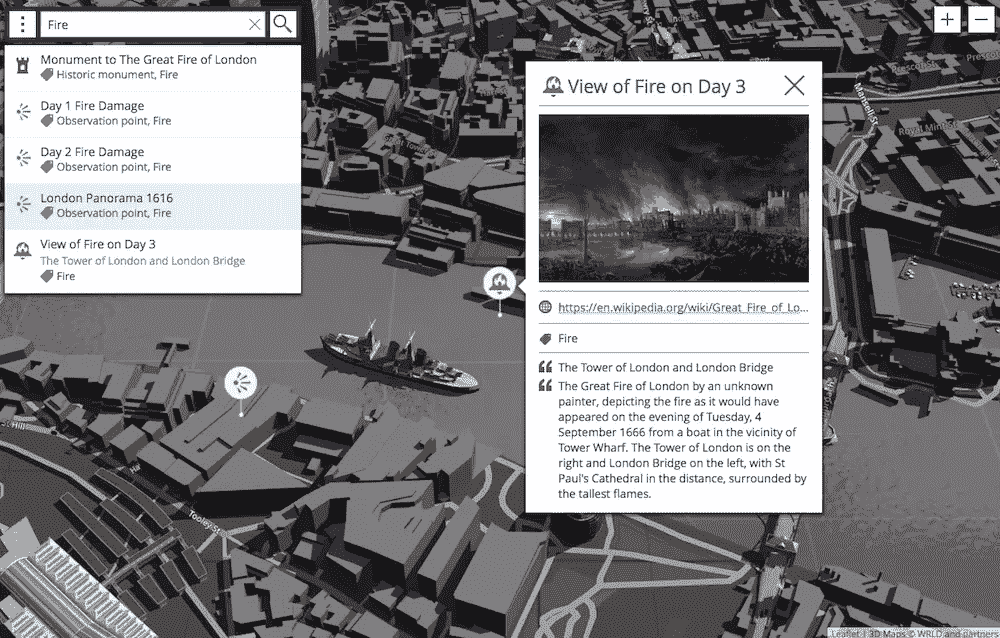 Fire
Monument to The Great Fire of London
Historic monument, Fire
Day 1 Fire Damage
Observation point, Fire
Day 2 Fire Damage
Observation point, Fire
London Panorama 1616
Observation point, Fire
View of Fire on Day 3
The Tower of London and London Bridge
Fire
View of Fire on Day 3
https://en.wikipedia.org/wiki/Great_Fire_of_Lo...
Fire
The Tower of London and London Bridge
The Great Fire of London by an unknown
painter, depicting the fire as it would have
appeared on the evening of Tuesday, 4
September 1666 from a boat in the vicinity of
Tower Wharf. The Tower of London is on the
right and London Bridge on the left, with St
Paul's Cathedral in the distance, surrounded by
the tallest flames.
Prescot St
Mansell St
Royal Mint St
Tooley St
Leaflet | 3D Maps © WRLD and partners